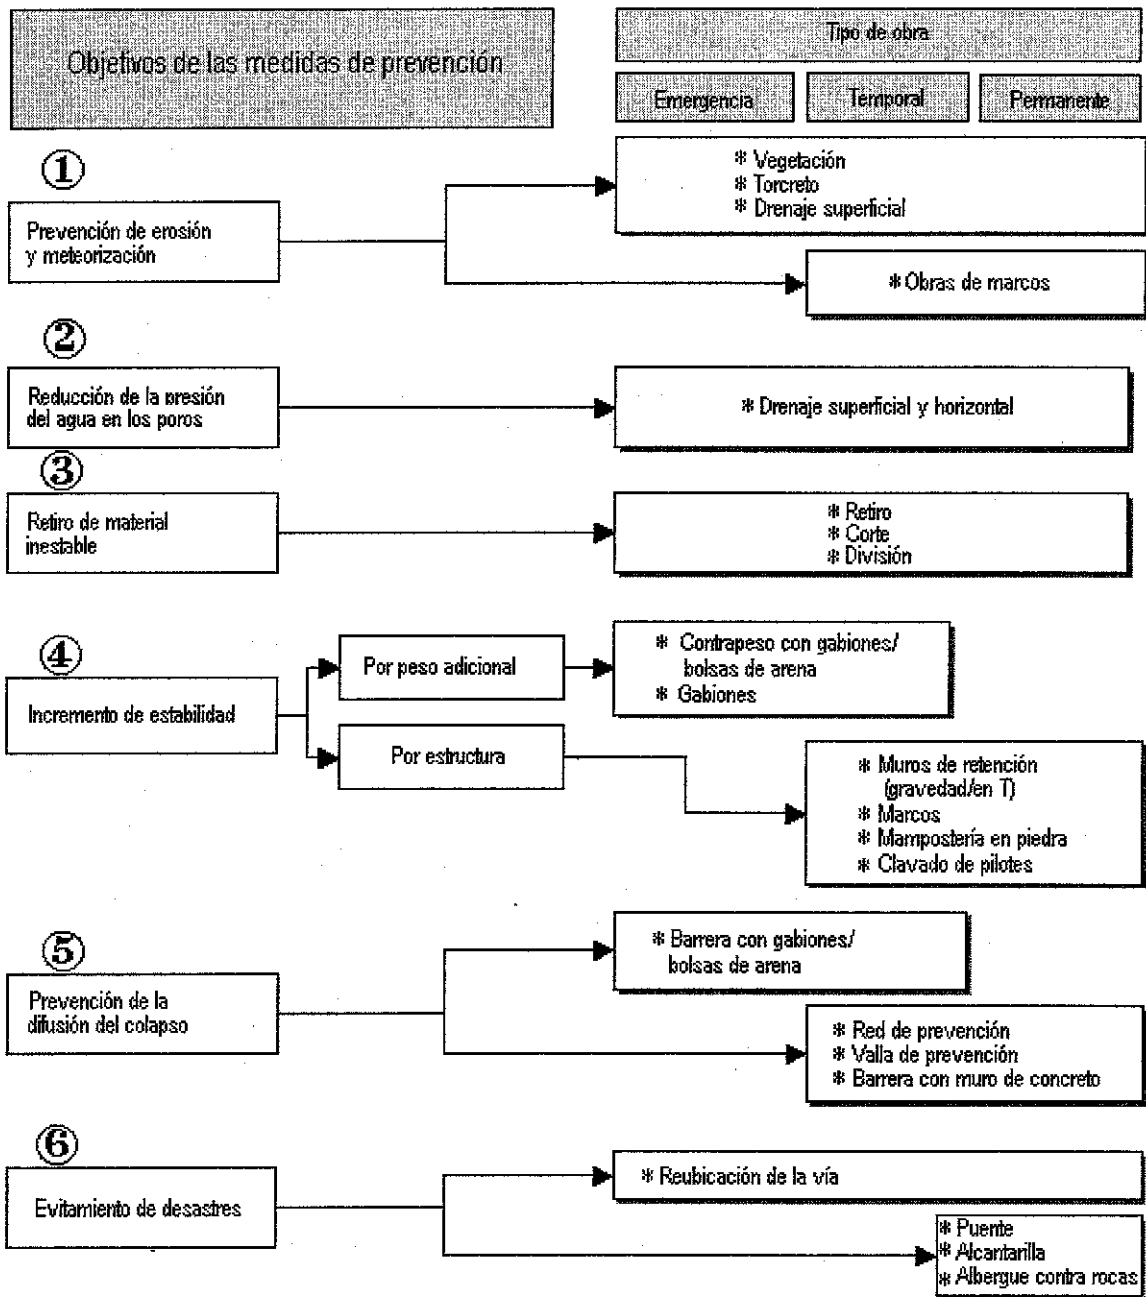 Objetivos de las medidas de prevención
Tipo de obra
Emergencia
Temporal
Permanente
①
Prevención de erosión
y meteorización
* Vegetación
* Torcreto
* Drenaje superficial
* Obras de marcos
②
Reducción de la presión
del agua en los poros
* Drenaje superficial y horizontal
③
Retiro de material
inestable
* Retiro
* Corte
* División
④
Incremento de estabilidad
Por peso adicional
* Contrapeso con gabiones/
bolsas de arena
* Gabiones
Por estructura
* Muros de retención
(gravedad/en T)
* Marcos
* Mampostería en piedra
* Clavado de pilotes
⑤
Prevención de la
difusión del colapso
* Barrera con gabiones/
bolsas de arena
* Red de prevención
* Valla de prevención
* Barrera con muro de concreto
⑥
Evitamiento de desastres
* Reubicación de la vía
* Puente
* Alcantarilla
* Albergue contra rocas